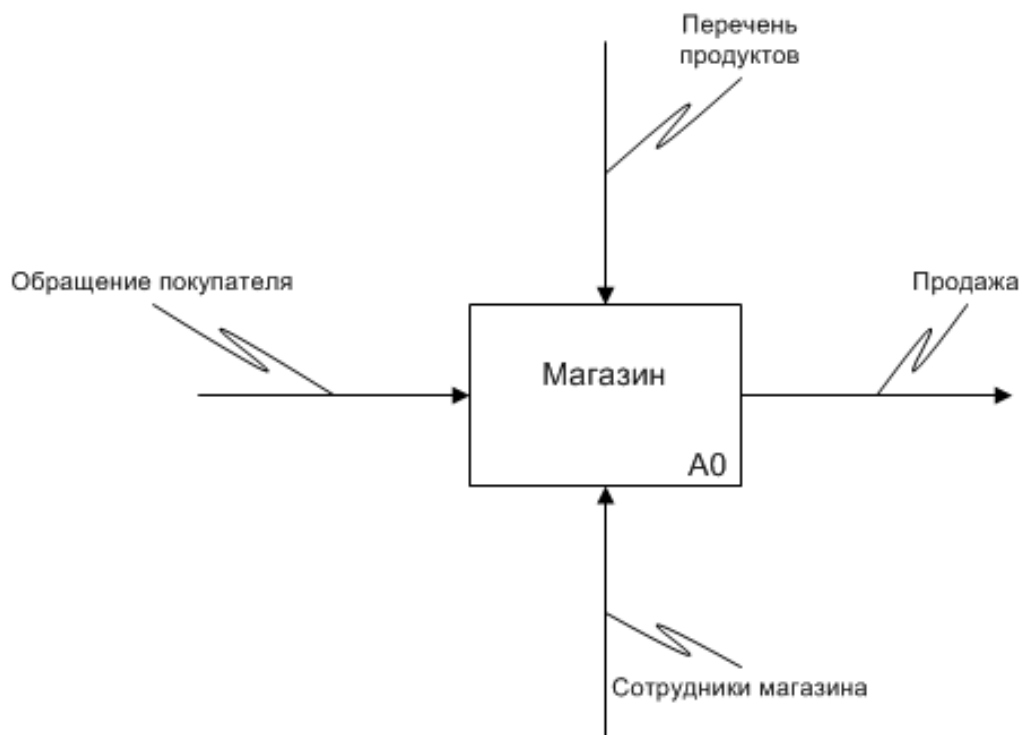 Перечень
продуктов
Обращение покупателя
Продажа
Магазин
A0
Сотрудники магазина